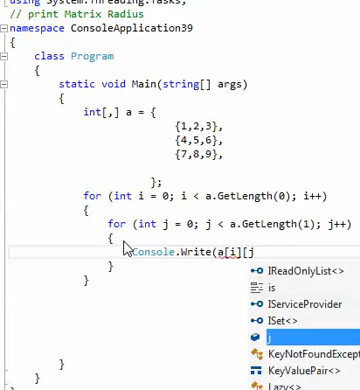 using System.Threading.Tasks;
// print Matrix Radius
namespace ConsoleApplication39
{
class Program
{
static void Main(string[] args)
{
int[,] a = {
{1,2,3},
{4,5,6},
{7,8,9},
};
for (int i = 0; i < a.GetLength(0); i++)
{
for (int j = 0; j < a.GetLength(1); j++)
{
Console.Write(a[i][j
}
}
IReadOnlyList<>
is
IServiceProvider
ISet<>
j
KeyNotFoundExcept
KeyValuePair<>
Lazy<>
}
}
}